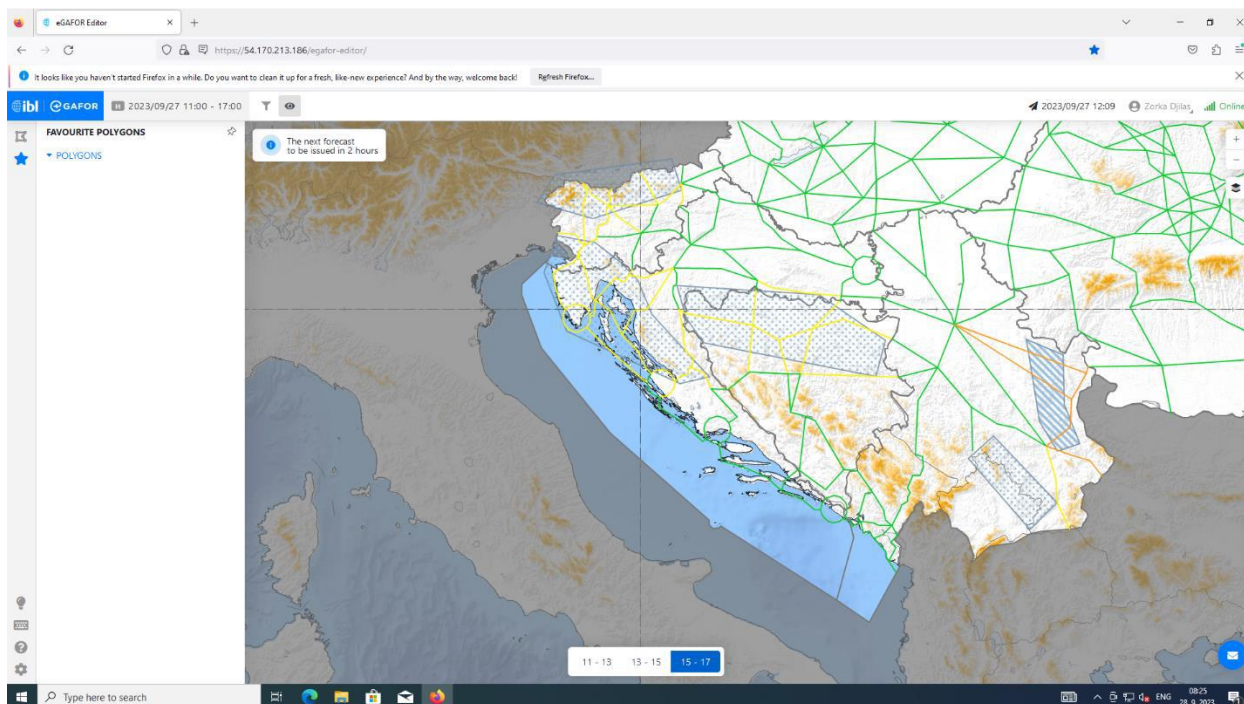 eGAFOR Editor
https://54.170.213.186/egafor-editor/
It looks like you haven't started Firefox in a while. Do you want to clean it up for a fresh, like-new experience? And by the way, welcome back!
Refresh Firefox...
ibl GAFOR H 2023/09/27 11:00 - 17:00
2023/09/27 12:09 Zorka Djilas Online
FAVOURITE POLYGONS
POLYGONS
The next forecast
to be issued in 2 hours
11 - 13 13 - 15 15 - 17
Type here to search
ENG
08:25
28. 9. 2023